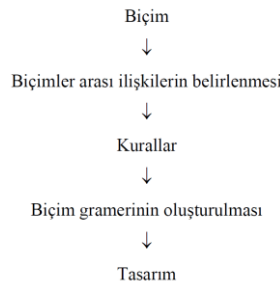 Biçim
↓
Biçimler arası ilişkilerin belirlenmesi
↓
Kurallar
↓
Biçim gramerinin oluşturulması
↓
Tasarım